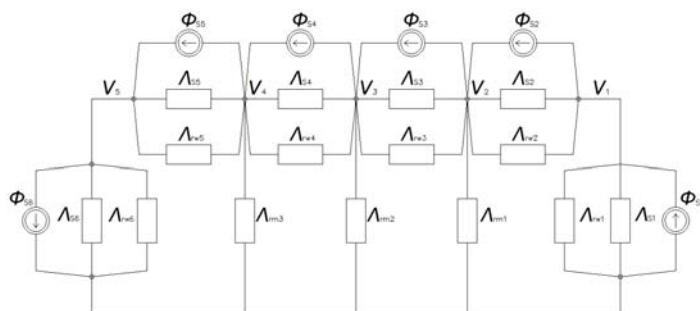 ΦS5 Φs4 Φs3 Φs2
V5 Λs5 V4 Λs4 V3 Λs3 V2 Λs2 V1
Λrw5 Λrw4 Λrw3 Λrw2
Φs6 Λs6 Λrw6 Λrm3 Λrm2 Λrm1 Λrw1 Λs1 Φs